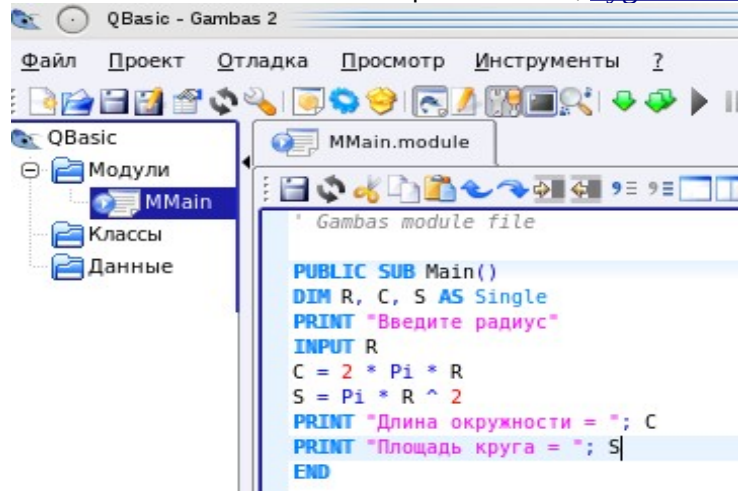 QBasic - Gambas 2
Файл Проект Отладка Просмотр Инструменты ?
QBasic
Модули
MMain
Классы
Данные
MMain.module
' Gambas module file
PUBLIC SUB Main()
DIM R, C, S AS Single
PRINT "Введите радиус"
INPUT R
C = 2 * Pi * R
S = Pi * R ^ 2
PRINT "Длина окружности = "; C
PRINT "Площадь круга = "; S
END